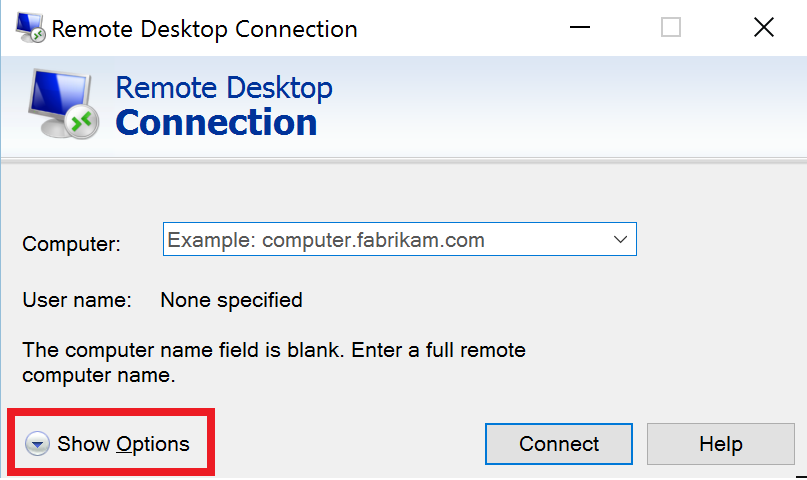 Remote Desktop Connection
Remote Desktop
Connection
Computer: Example: computer.fabrikam.com
User name: None specified
The computer name field is blank. Enter a full remote
computer name.
Show Options Connect Help